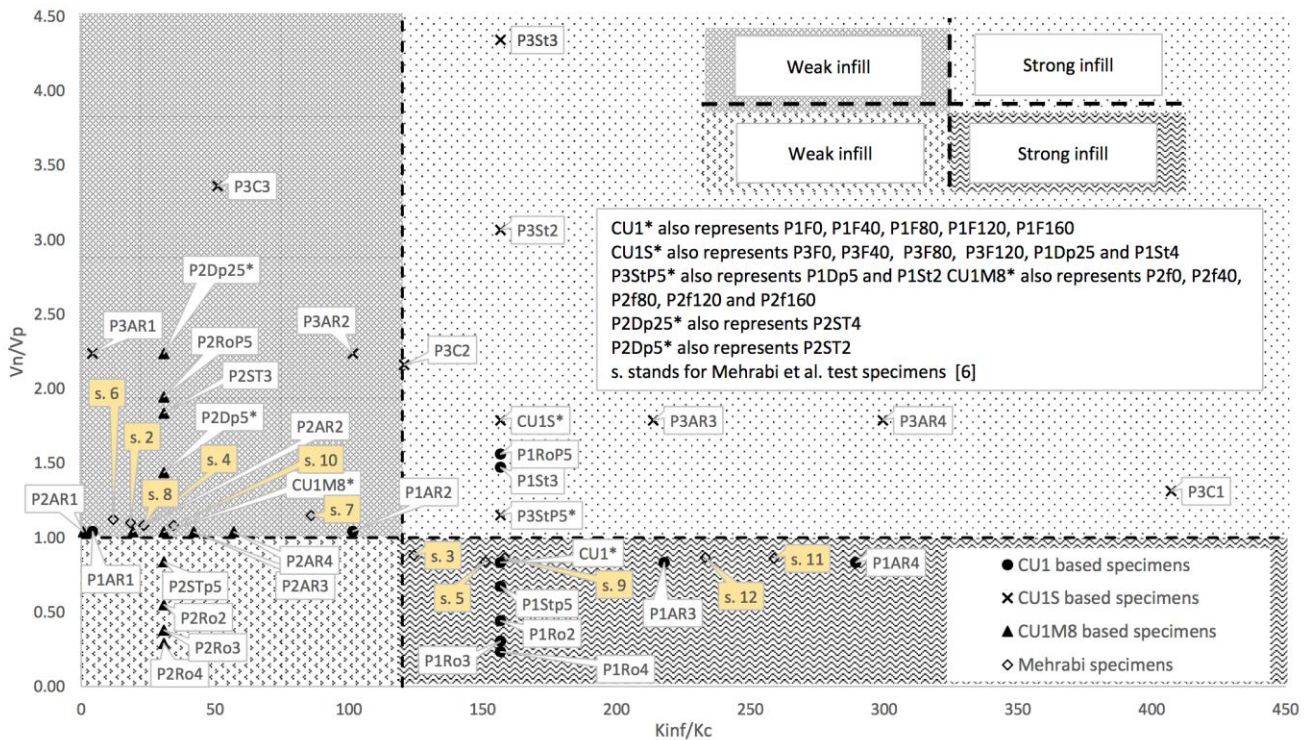 4.50
4.00
3.50
3.00
2.50
2.00
1.50
1.00
0.50
0.00
Vn/Vp
0
50
100
150
200
250
300
350
400
450
Kinf/Kc
P3St3
Weak infill
Strong infill
Weak infill
Strong infill
P3C3
P3St2
CU1* also represents P1F0, P1F40, P1F80, P1F120, P1F160
CU1S* also represents P3F0, P3F40, P3F80, P3F120, P1Dp25 and P1St4
P3StP5* also represents P1Dp5 and P1St2 CU1M8* also represents P2f0, P2f40,
P2f80, P2f120 and P2f160
P2Dp25* also represents P2ST4
P2Dp5* also represents P2ST2
s. stands for Mehrabi et al. test specimens [6]
P2Dp25*
P3AR1
P2RoP5
P3AR2
P3C2
P2ST3
s. 6
P2Dp5*
P2AR2
CU1S*
P3AR3
P3AR4
s. 2
s. 4
s. 10
P1RoP5
s. 8
CU1M8*
P1St3
P2AR1
P1AR2
s. 7
P3StP5*
P3C1
P1AR1
P2STp5
P2AR4
P2AR3
s. 3
CU1*
s. 5
s. 9
s. 12
s. 11
P1AR4
P2Ro2
P1Stp5
P1AR3
P2Ro3
P1Ro2
P2Ro4
P1Ro3
P1Ro4
CU1 based specimens
CU1S based specimens
CU1M8 based specimens
Mehrabi specimens